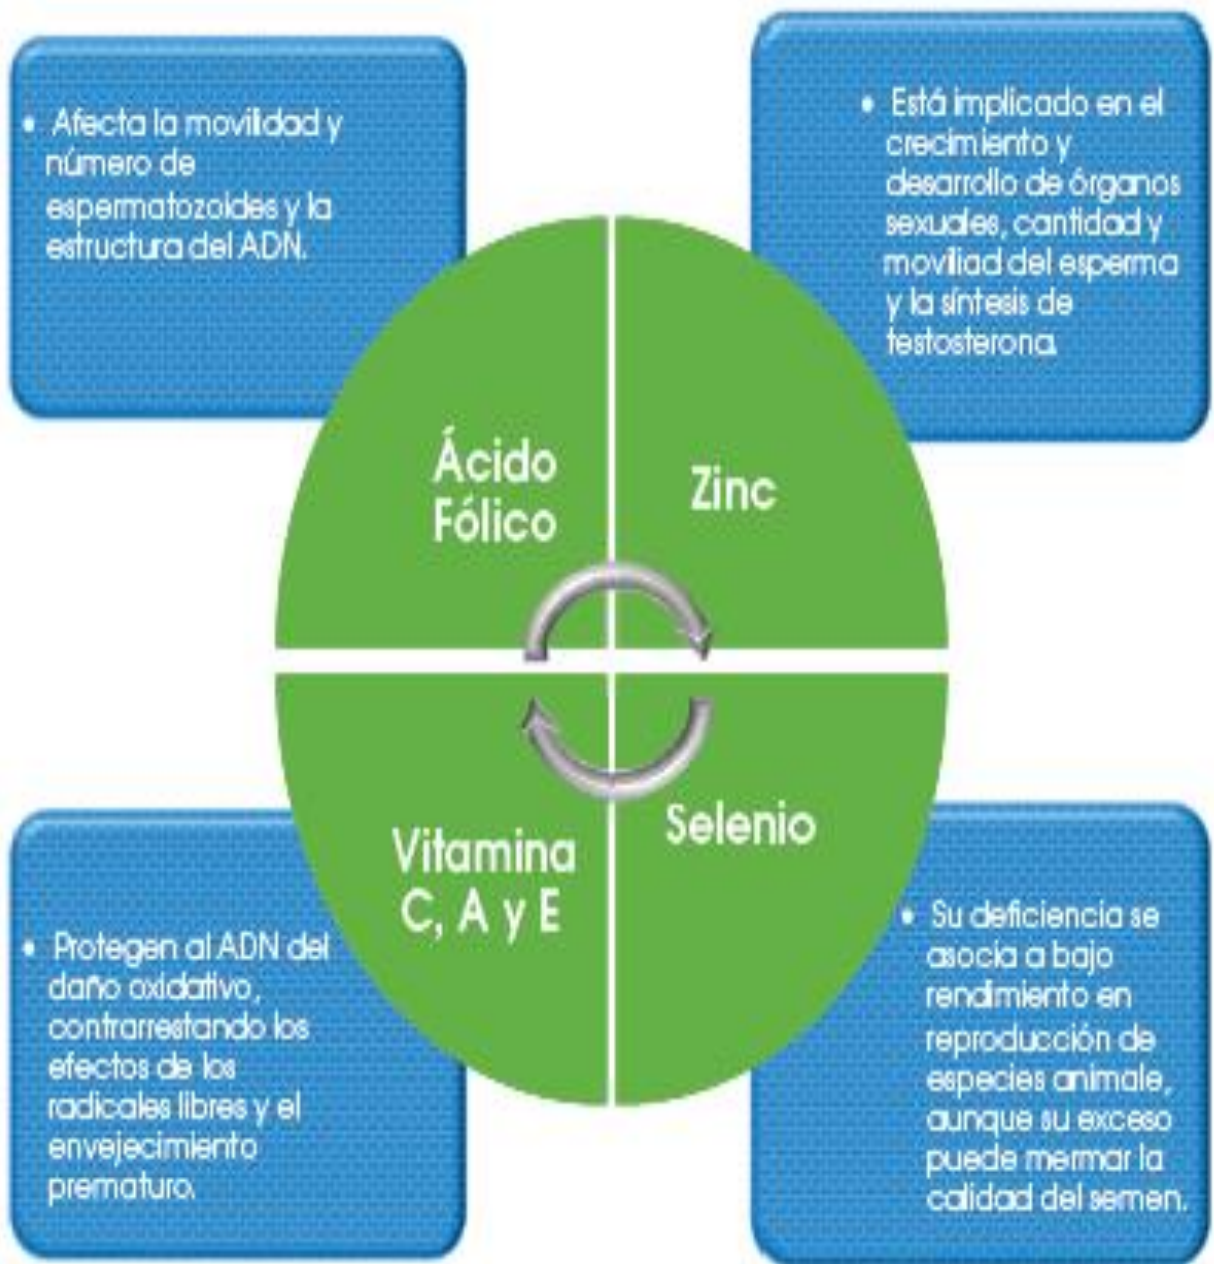 • Afecta la movilidad y
número de
espermatozoides y la
estructura del ADN.
• Está implicado en el
crecimiento y
desarrollo de órganos
sexuales, cantidad y
moviliad del esperma
y la síntesis de
testosterona.
Ácido
Fólico
Zinc
Vitamina
C, A y E
Selenio
• Protegen al ADN del
daño oxidativo,
contrarrestando los
efectos de los
radicales libres y el
envejecimiento
prematuro.
• Su deficiencia se
asocia a bajo
rendimiento en
reproducción de
especies animale,
aunque su exceso
puede mermar la
calidad del semen.